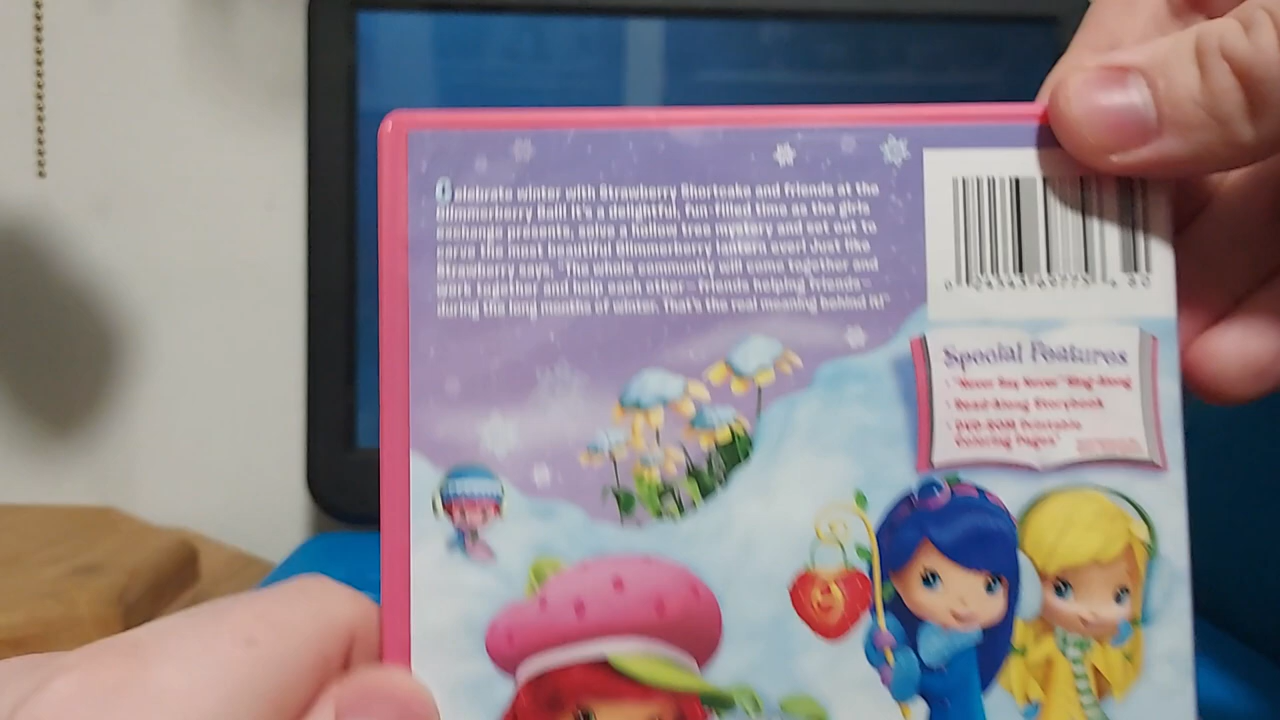 Celebrate winter with Strawberry Shortcake and friends at the
Glimmerberry Ball! It's a delightful, fun-filled time as the girls
exchange presents, solve a hollow tree mystery and set out to
the most beautiful Glimmerberry ever! Just like
Strawberry says, "The whole community will come together and
work together and help each other – friends helping friends –
during the long months of winter. That's the real meaning behind it!"
Special Features
• "Never Say Never" Sing-Along
• Read-Along Storybook
• DVD-ROM Printable
Coloring Pages*